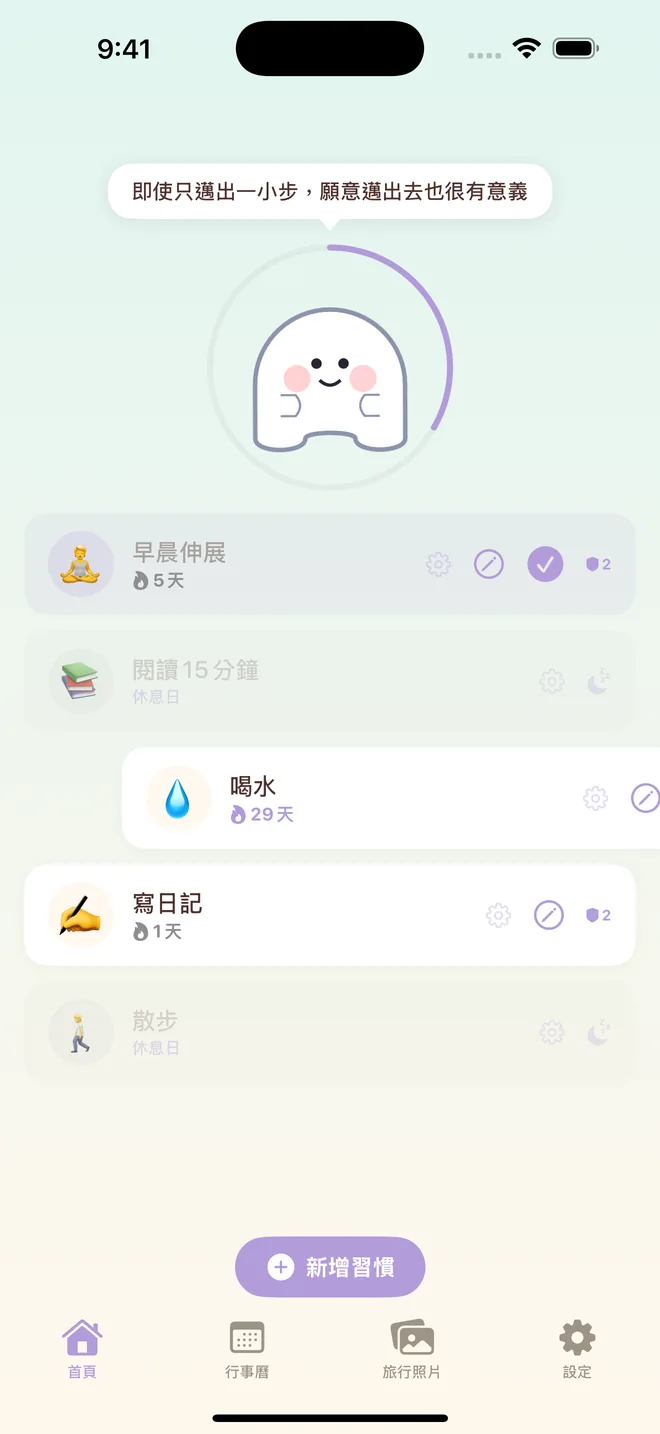 9:41
即使只邁出一小步，願意邁出去也很有意義
早晨伸展
5天
2
閱讀15分鐘
休息日
喝水
29天
寫日記
1天
2
散步
休息日
新增習慣
首頁 行事曆 旅行照片 設定